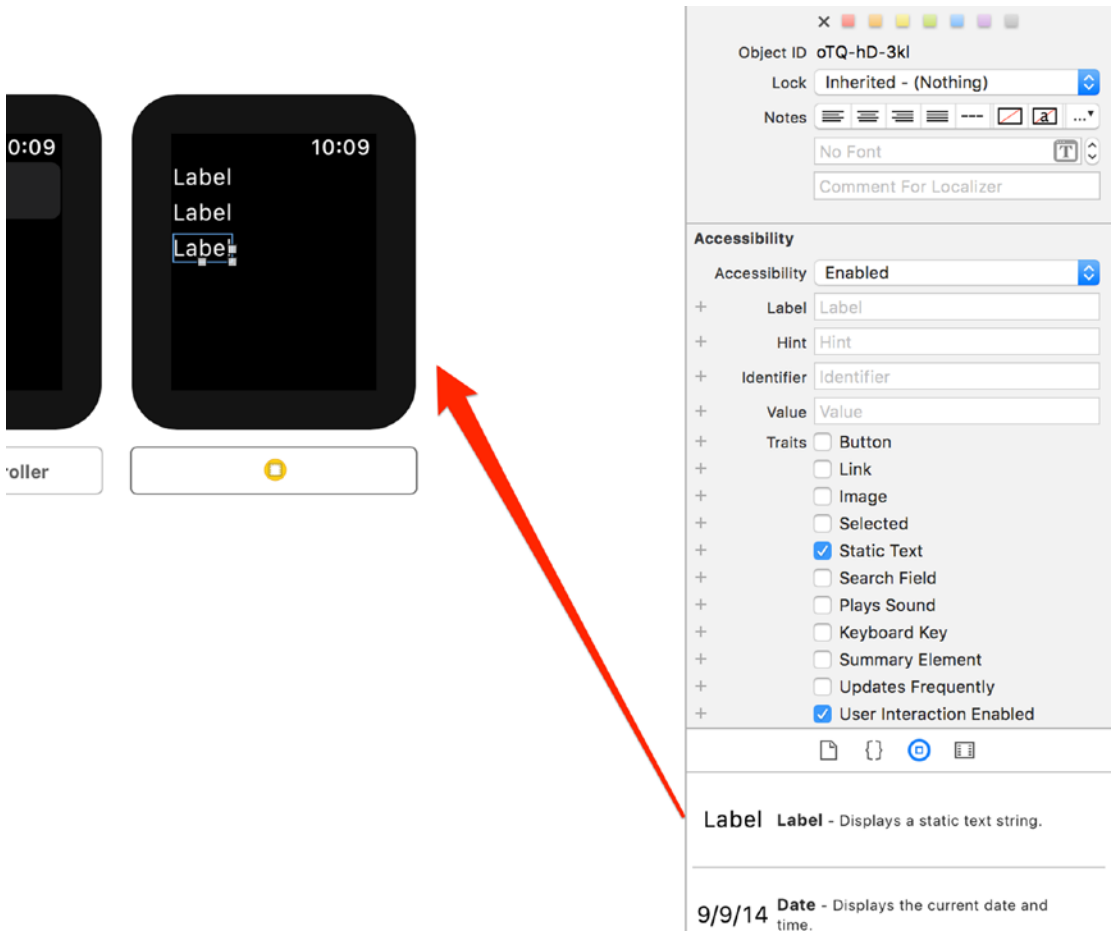 0:09
roller
10:09
Label
Label
Label
Object ID oTQ-hD-3kl
Lock Inherited - (Nothing)
Notes a ...
No Font T
Comment For Localizer
Accessibility
Accessibility Enabled
+ Label Label
+ Hint Hint
+ Identifier Identifier
+ Value Value
+ Traits Button
+ Link
+ Image
+ Selected
+ Static Text
+ Search Field
+ Plays Sound
+ Keyboard Key
+ Summary Element
+ Updates Frequently
+ User Interaction Enabled
{}
Label Label - Displays a static text string.
9/9/14 Date - Displays the current date and
time.